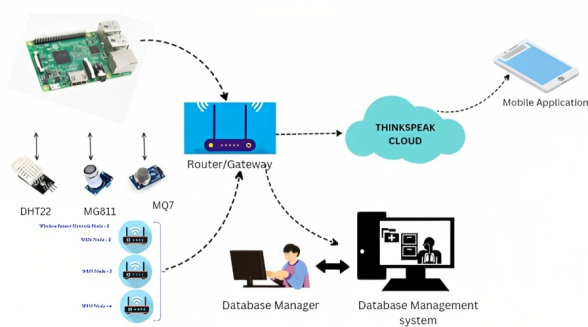 THINKSPEAK
CLOUD
Mobile Application
Router/Gateway
DHT22
MG811
MQ7
Database Manager
Database Management
system